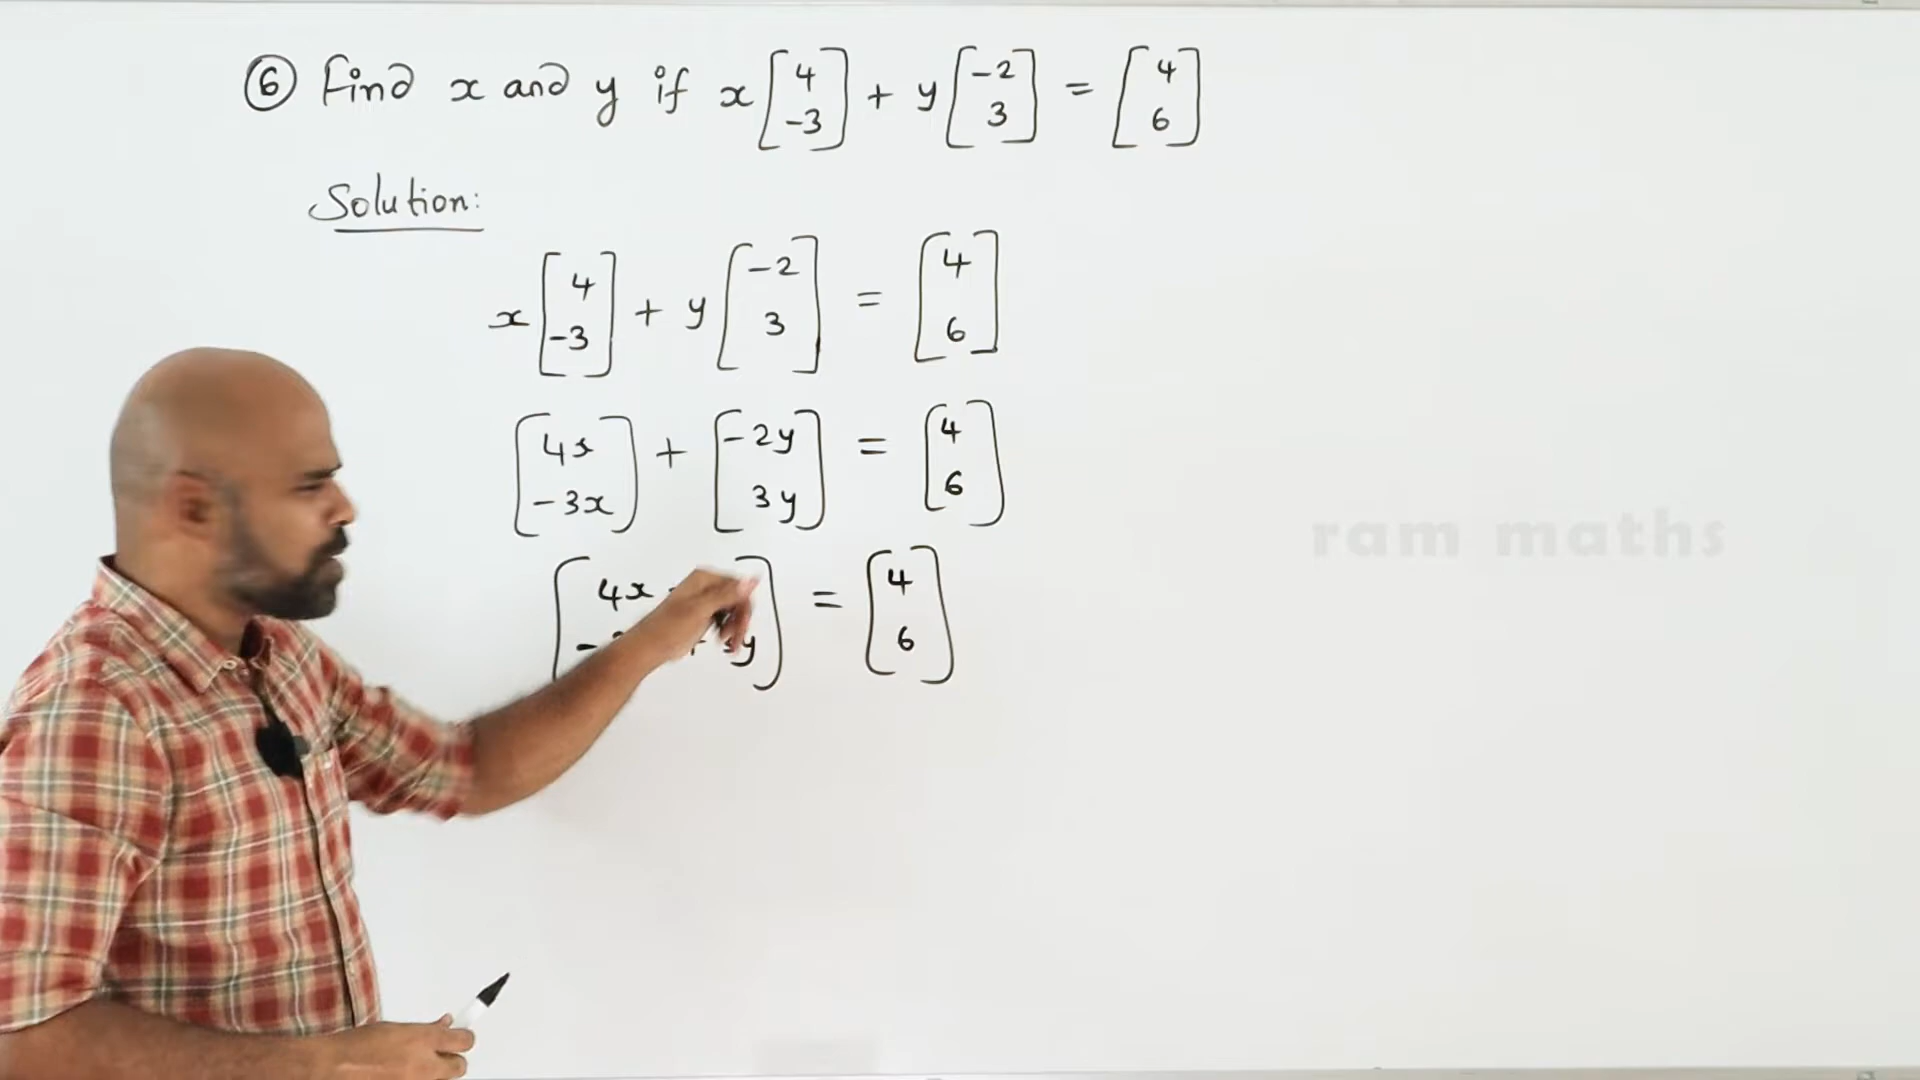 ⑥ Find x and y if x[4 -3] + y[-2 3] = [4 6]
Solution:
x[4 -3] + y[-2 3] = [4 6]
[4x -3x] + [-2y 3y] = [4 6]
[4x y] = [4 6]
ram maths